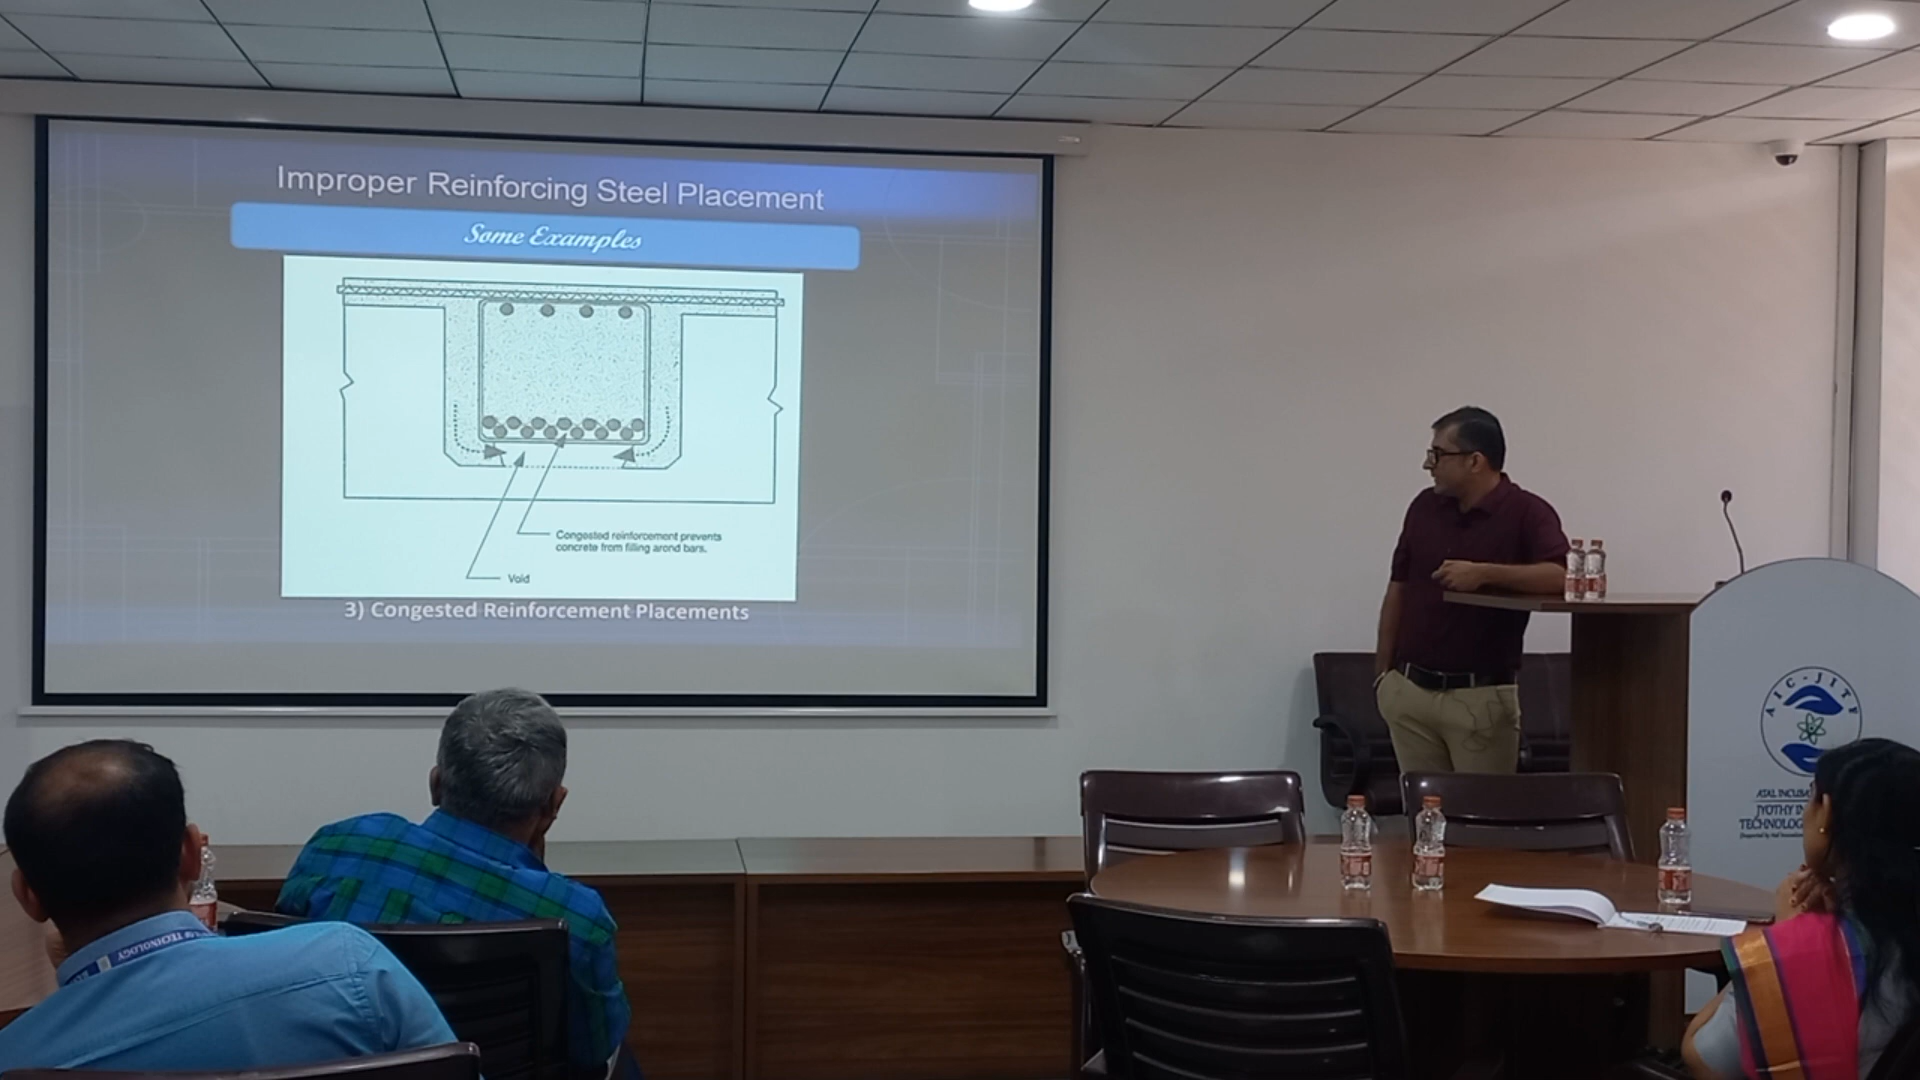 Improper Reinforcing Steel Placement
Some Examples
Congested reinforcement prevents
concrete from filling arond bars.
Void
3) Congested Reinforcement Placements
AIC-JITF
ATAL INCUBA
JYOTHY IN
TECHNOLOG
OF TECHNOLOGY